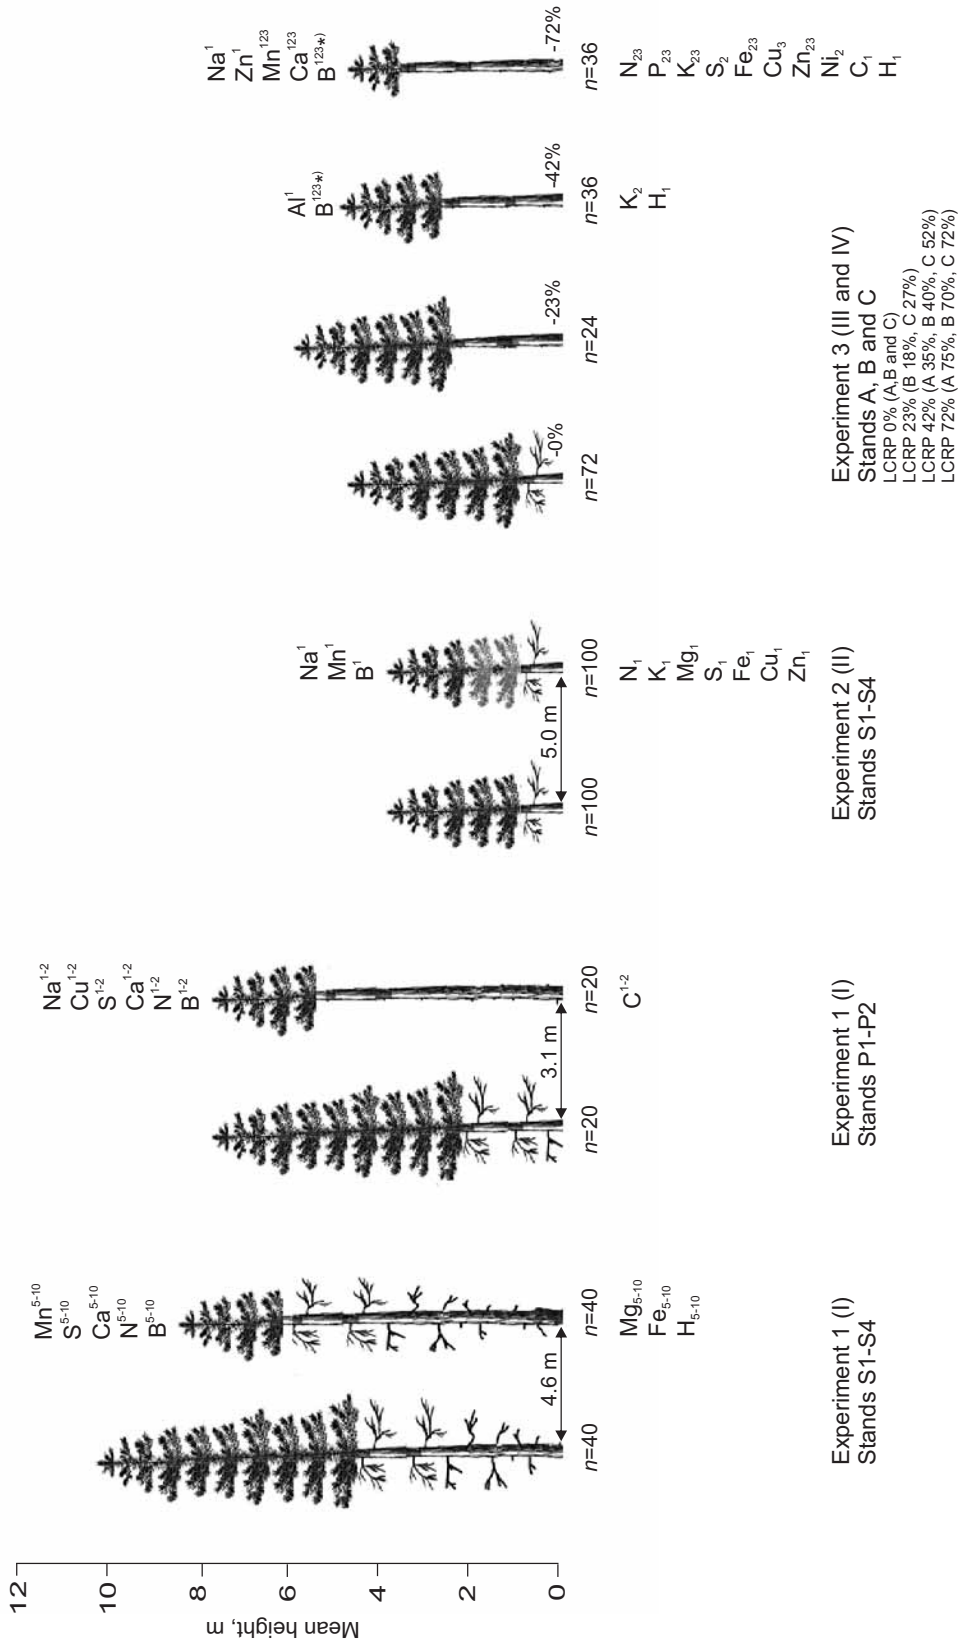 12
10
8
6
4
2
0
Mean height, m
Mn⁵⁻¹⁰
S⁵⁻¹⁰
Ca⁵⁻¹⁰
N⁵⁻¹⁰
B⁵⁻¹⁰
4.6 m
n=40
n=40
Mg₅₋₁₀
Fe₅₋₁₀
H₅₋₁₀
Experiment 1 (I)
Stands S1-S4
Na¹⁻²
Cu¹⁻²
S¹⁻²
Ca¹⁻²
N¹⁻²
B¹⁻²
3.1 m
n=20
n=20
C¹⁻²
Experiment 1 (I)
Stands P1-P2
Na¹
Mn¹
B¹
5.0 m
n=100
n=100
N₁
K₁
Mg₁
S₁
Fe₁
Cu₁
Zn₁
Experiment 2 (II)
Stands S1-S4
-0%
n=72
-23%
n=24
Al¹
B¹²³*⁾
-42%
n=36
K₂
H₁
Na¹
Zn¹
Mn¹²³
Ca¹²³
B¹²³*⁾
-72%
n=36
N₂₃
P₂₃
K₂₃
S₂
Fe₂₃
Cu₃
Zn₂₃
Ni₂
C₁
H₁
Experiment 3 (III and IV)
Stands A, B and C
LCRP 0% (A,B and C)
LCRP 23% (B 18%, C 27%)
LCRP 42% (A 35%, B 40%, C 52%)
LCRP 72% (A 75%, B 70%, C 72%)